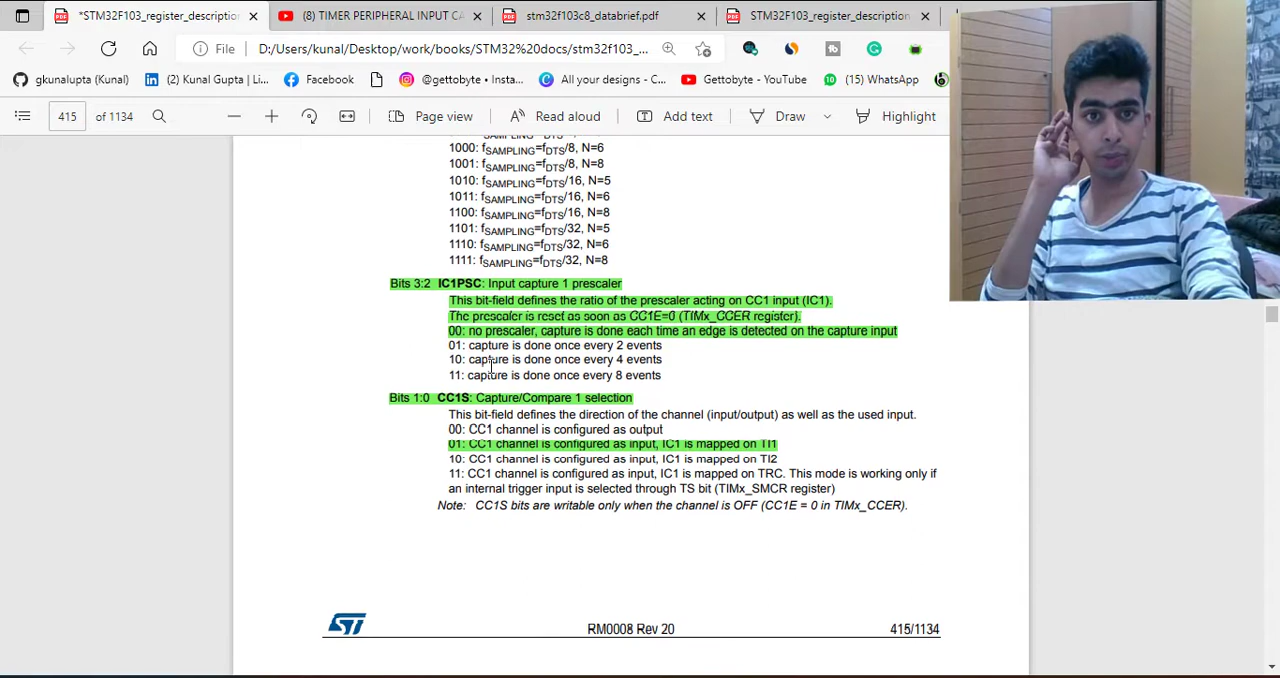 *STM32F103_register_description
(8) TIMER PERIPHERAL INPUT CA
stm32f103c8_databrief.pdf
STM32F103_register_description
File
D:/Users/kunal/Desktop/work/books/STM32%20docs/stm32f103_...
gkunalupta (Kunal)
(2) Kunal Gupta | Li...
Facebook
@gettobyte • Insta...
All your designs - C...
Gettobyte - YouTube
(15) WhatsApp
415 of 1134
Page view
Read aloud
Add text
Draw
Highlight
1000: fSAMPLING=fDTS/8, N=6
1001: fSAMPLING=fDTS/8, N=8
1010: fSAMPLING=fDTS/16, N=5
1011: fSAMPLING=fDTS/16, N=6
1100: fSAMPLING=fDTS/16, N=8
1101: fSAMPLING=fDTS/32, N=5
1110: fSAMPLING=fDTS/32, N=6
1111: fSAMPLING=fDTS/32, N=8
Bits 3:2 IC1PSC: Input capture 1 prescaler
This bit-field defines the ratio of the prescaler acting on CC1 input (IC1).
The prescaler is reset as soon as CC1E=0 (TIMx_CCER register).
00: no prescaler, capture is done each time an edge is detected on the capture input
01: capture is done once every 2 events
10: capture is done once every 4 events
11: capture is done once every 8 events
Bits 1:0 CC1S: Capture/Compare 1 selection
This bit-field defines the direction of the channel (input/output) as well as the used input.
00: CC1 channel is configured as output
01: CC1 channel is configured as input, IC1 is mapped on TI1
10: CC1 channel is configured as input, IC1 is mapped on TI2
11: CC1 channel is configured as input, IC1 is mapped on TRC. This mode is working only if
an internal trigger input is selected through TS bit (TIMx_SMCR register)
Note: CC1S bits are writable only when the channel is OFF (CC1E = 0 in TIMx_CCER).
ST
RM0008 Rev 20
415/1134